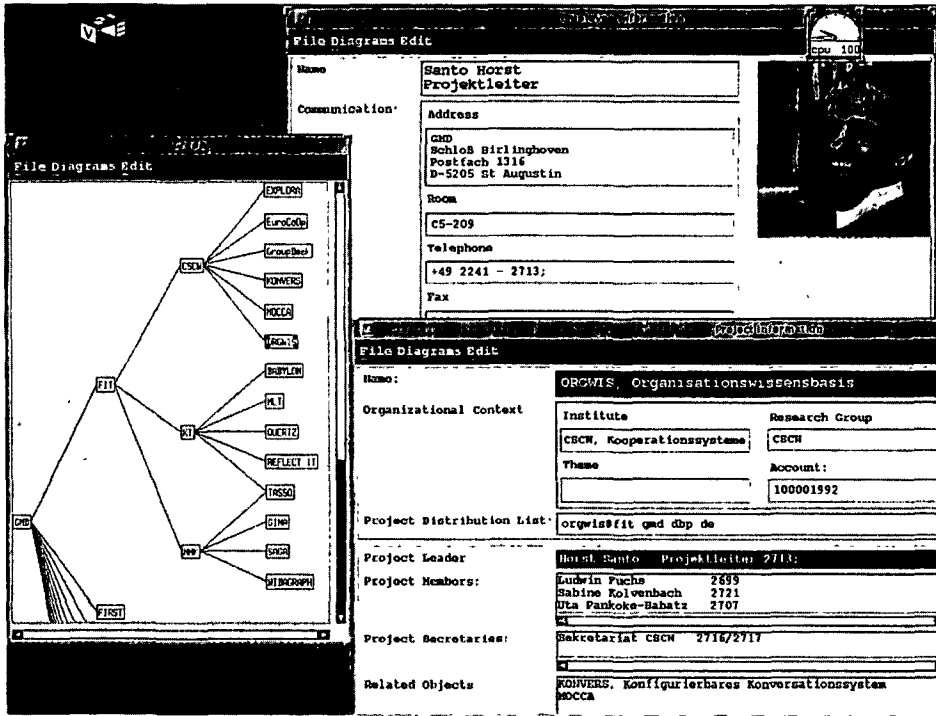 cpu 100
File Diagrams Edit
Name
Santo Horst
Projektleiter
Communication:
Address
GMD
Schloß Birlinghoven
Postfach 1316
D-5205 St Augustin
Room
C5-209
Telephone
+49 2241 - 2713;
Fax
File Diagrams Edit
EXPLORA
EuroCoOp
GroupDesk
CSCW
KONVERS
MOCCA
ORGWIS
BABYLON
FIT
MLT
KI
QUERTZ
REFLECT IT
TASSO
GMD
GINA
MMK
SAGA
WIDAGRAPH
FIRST
Project Information
File Diagrams Edit
Name:
ORGWIS, Organisationswissensbasis
Organizational Context
Institute
Research Group
CSCW, Kooperationssysteme
CSCW
Theme
Account:
100001992
Project Distribution List:
orgwis@fit gmd dbp de
Project Leader
Horst Santo Projektleiter 2713;
Project Members:
Ludwin Fuchs 2699
Sabine Kolvenbach 2721
Uta Pankoke-Babatz 2707
Project Secretaries:
Sekretariat CSCW 2716/2717
Related Objects
KONVERS, Konfigurierbares Konversationssystem
MOCCA